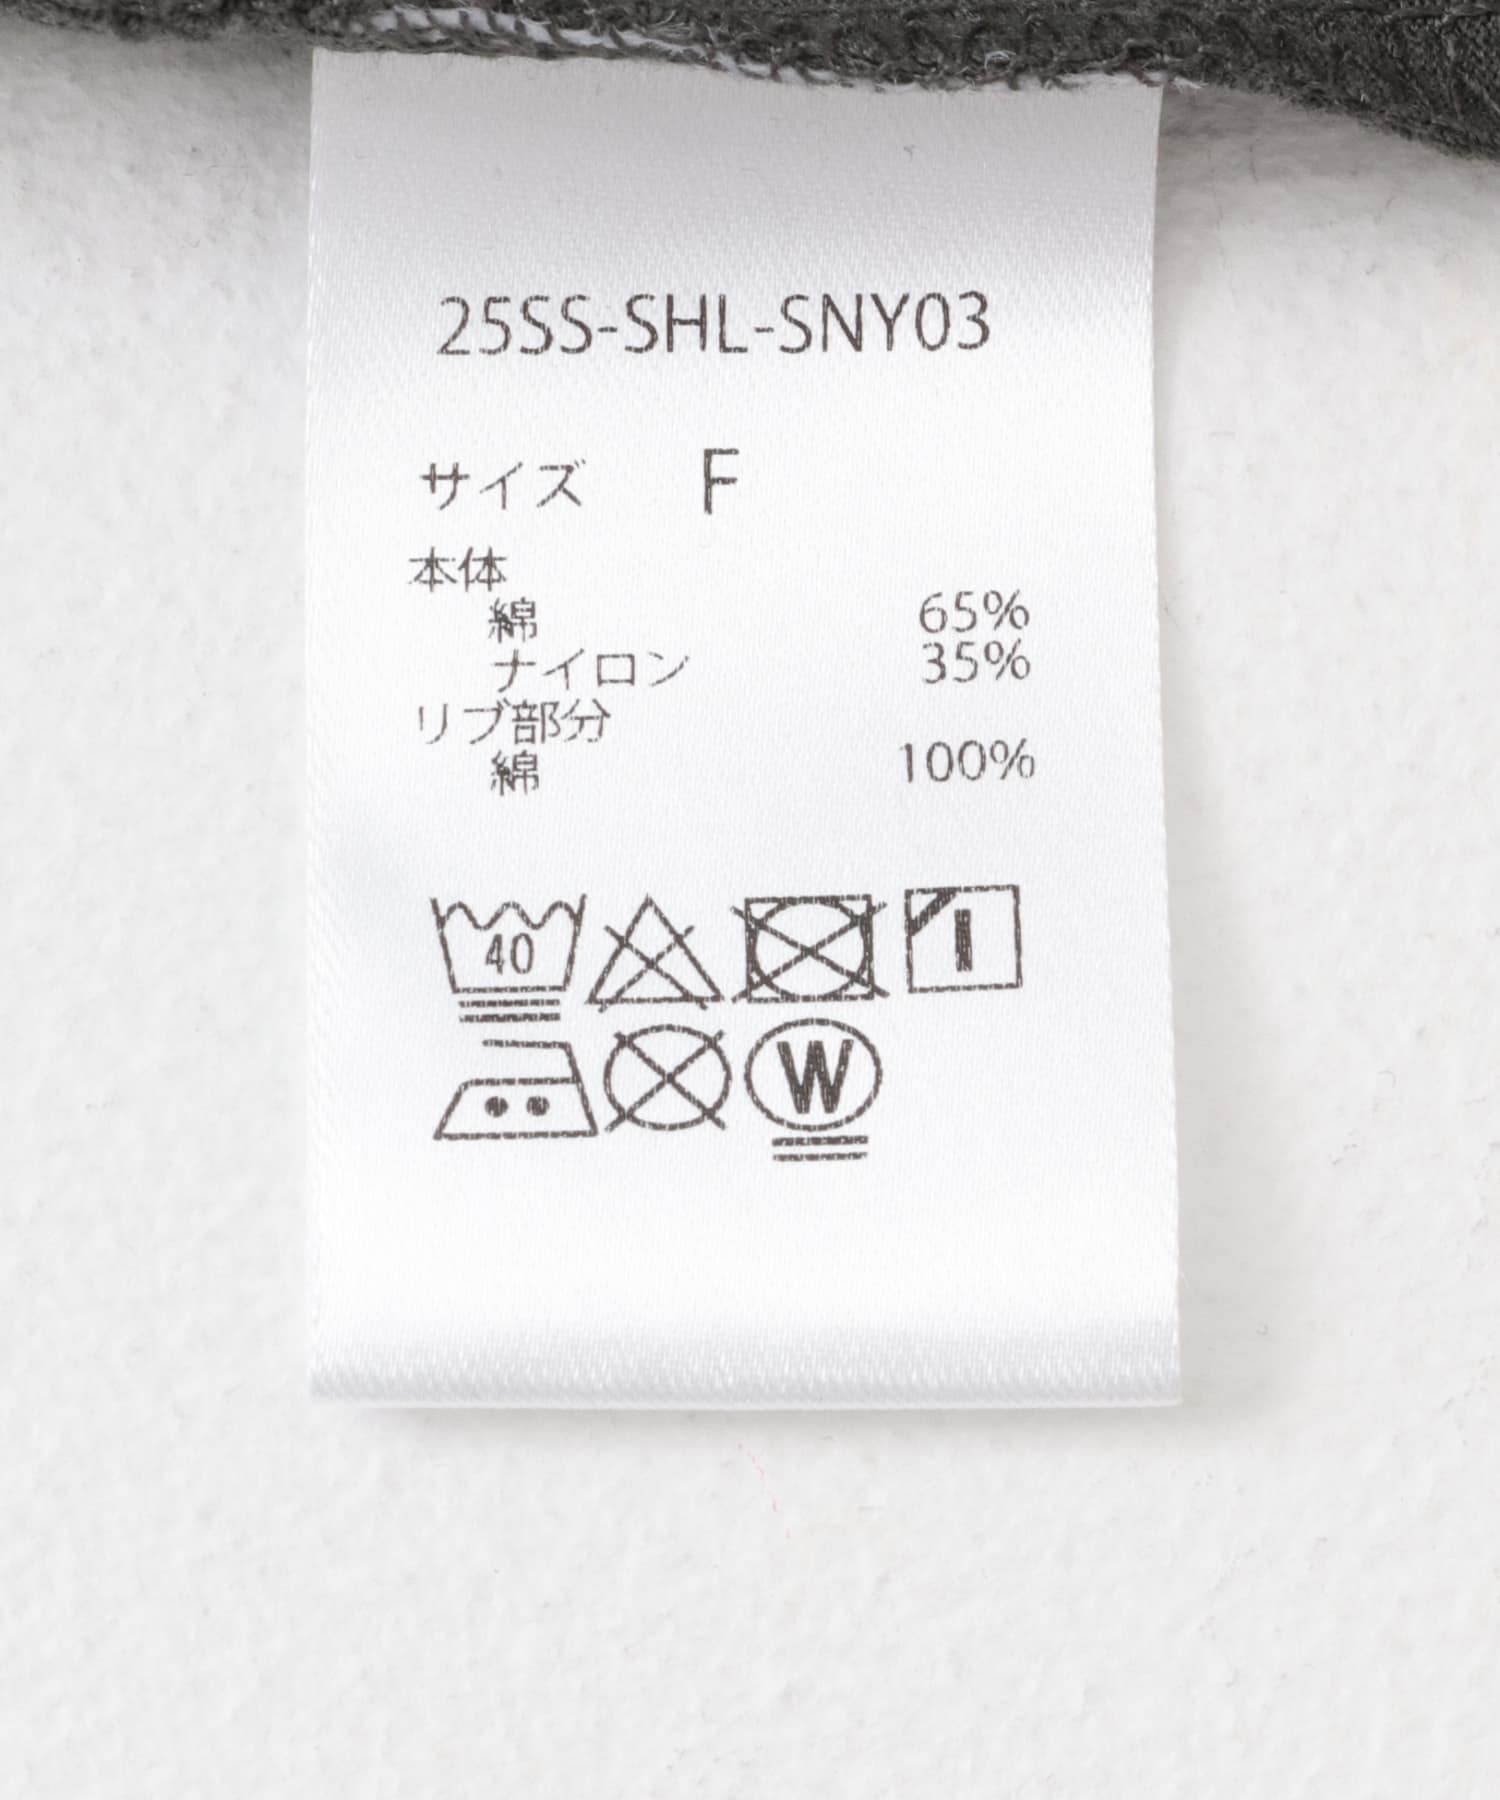 25SS-SHL-SNY03
サイズ F
本体
綿 65%
ナイロン 35%
リブ部分
綿 100%
40
W